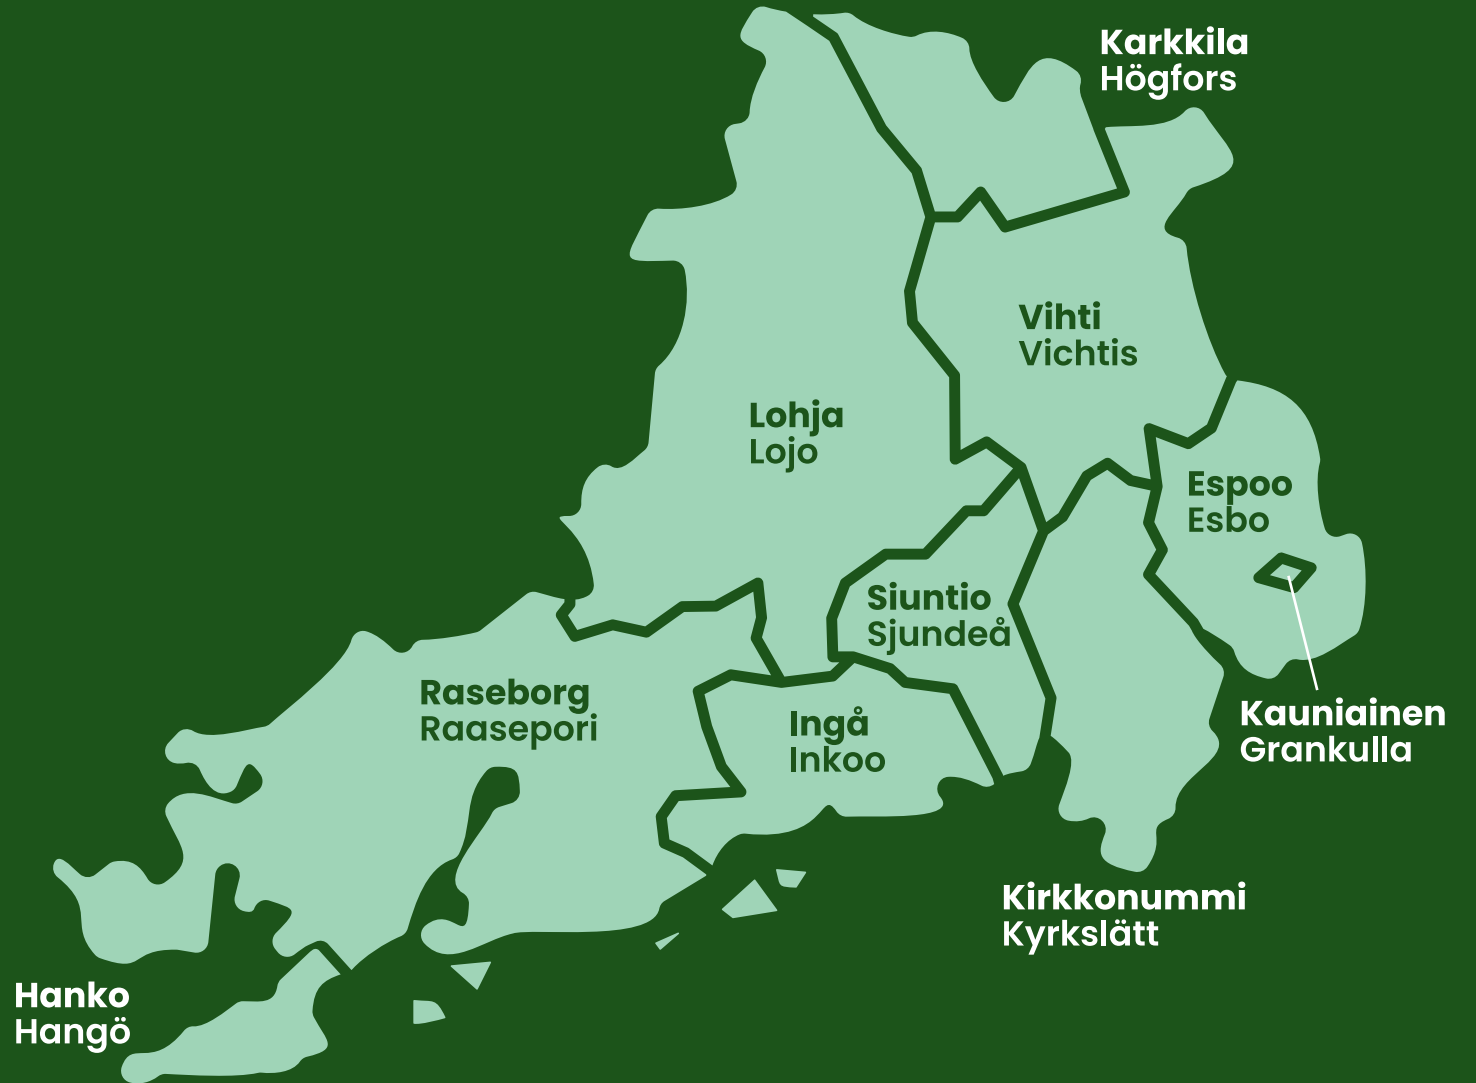 Karkkila
Högfors
Vihti
Vichtis
Lohja
Lojo
Espoo
Esbo
Siuntio
Sjundeå
Raseborg
Raasepori
Ingå
Inkoo
Kauniainen
Grankulla
Kirkkonummi
Kyrkslätt
Hanko
Hangö